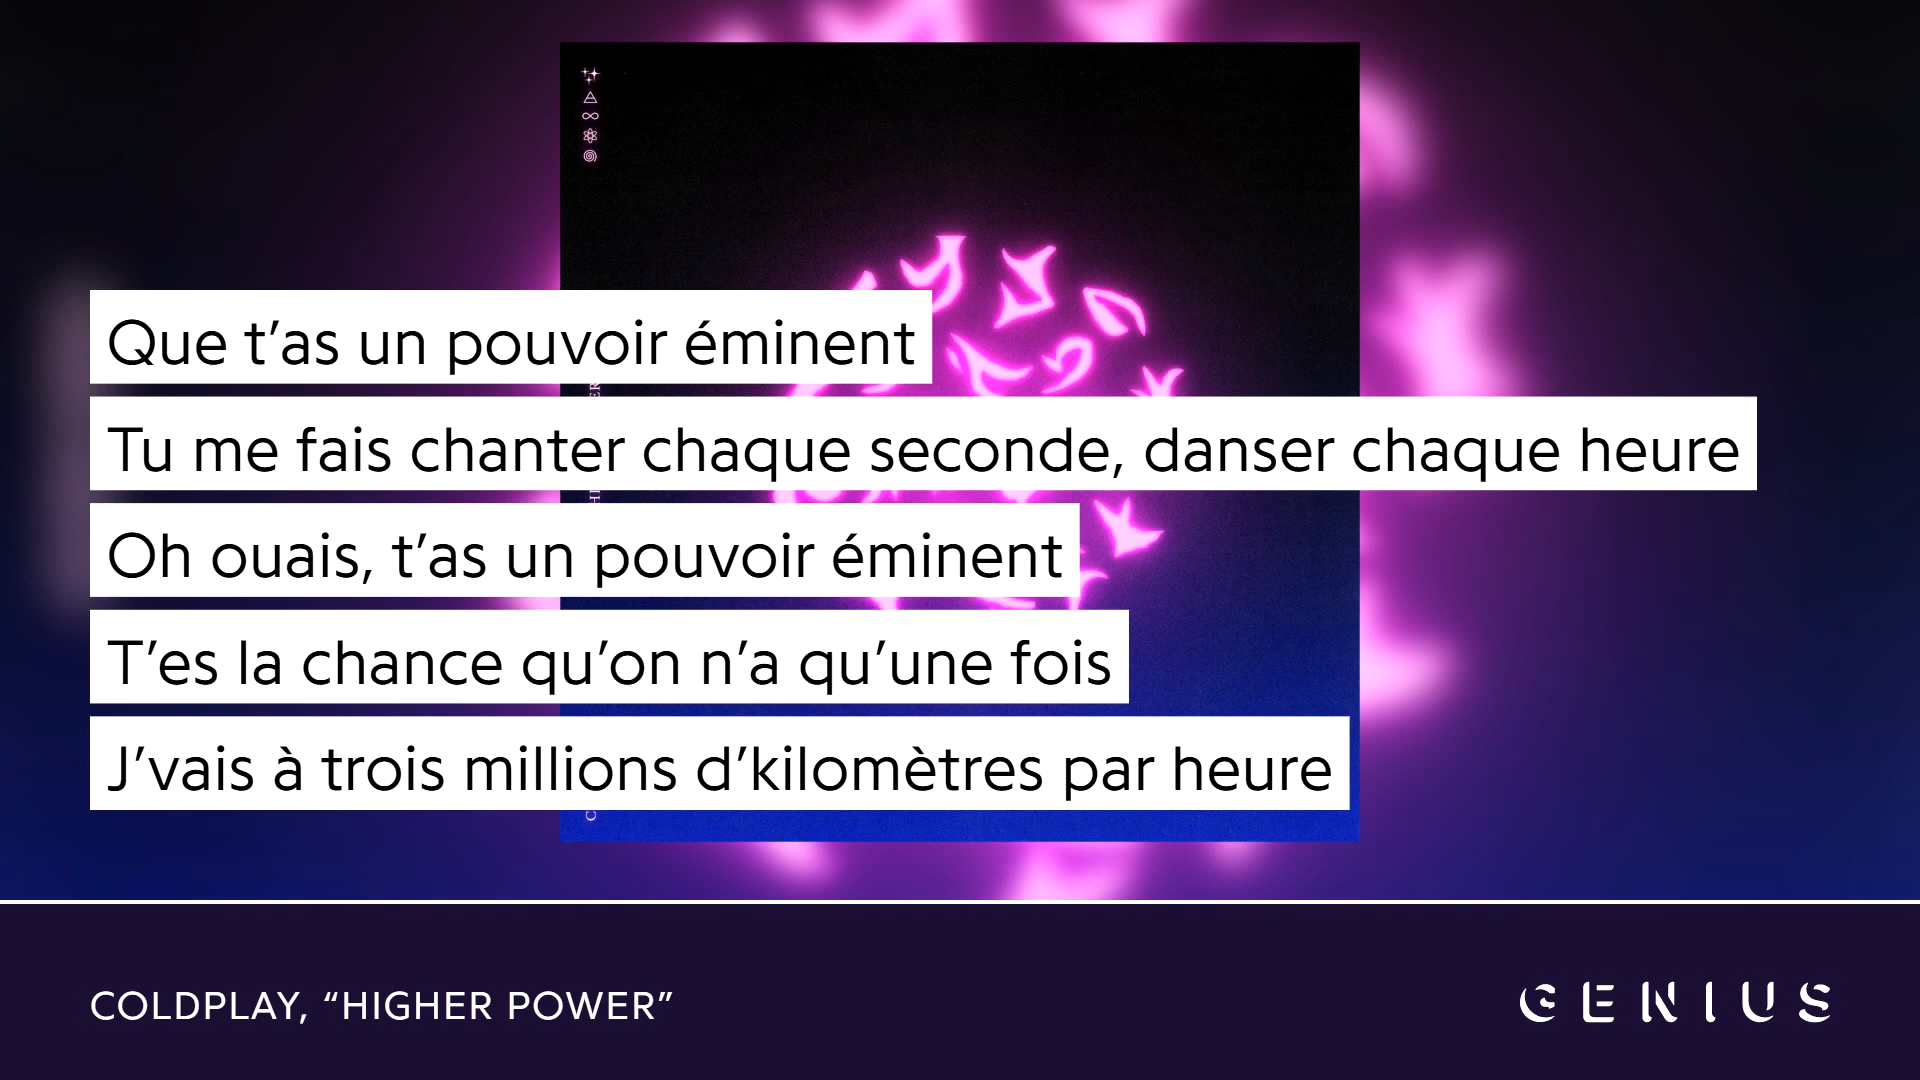 Que t’as un pouvoir éminent
Tu me fais chanter chaque seconde, danser chaque heure
Oh ouais, t’as un pouvoir éminent
T’es la chance qu’on n’a qu’une fois
J’vais à trois millions d’kilomètres par heure
COLDPLAY, “HIGHER POWER”
GENIUS